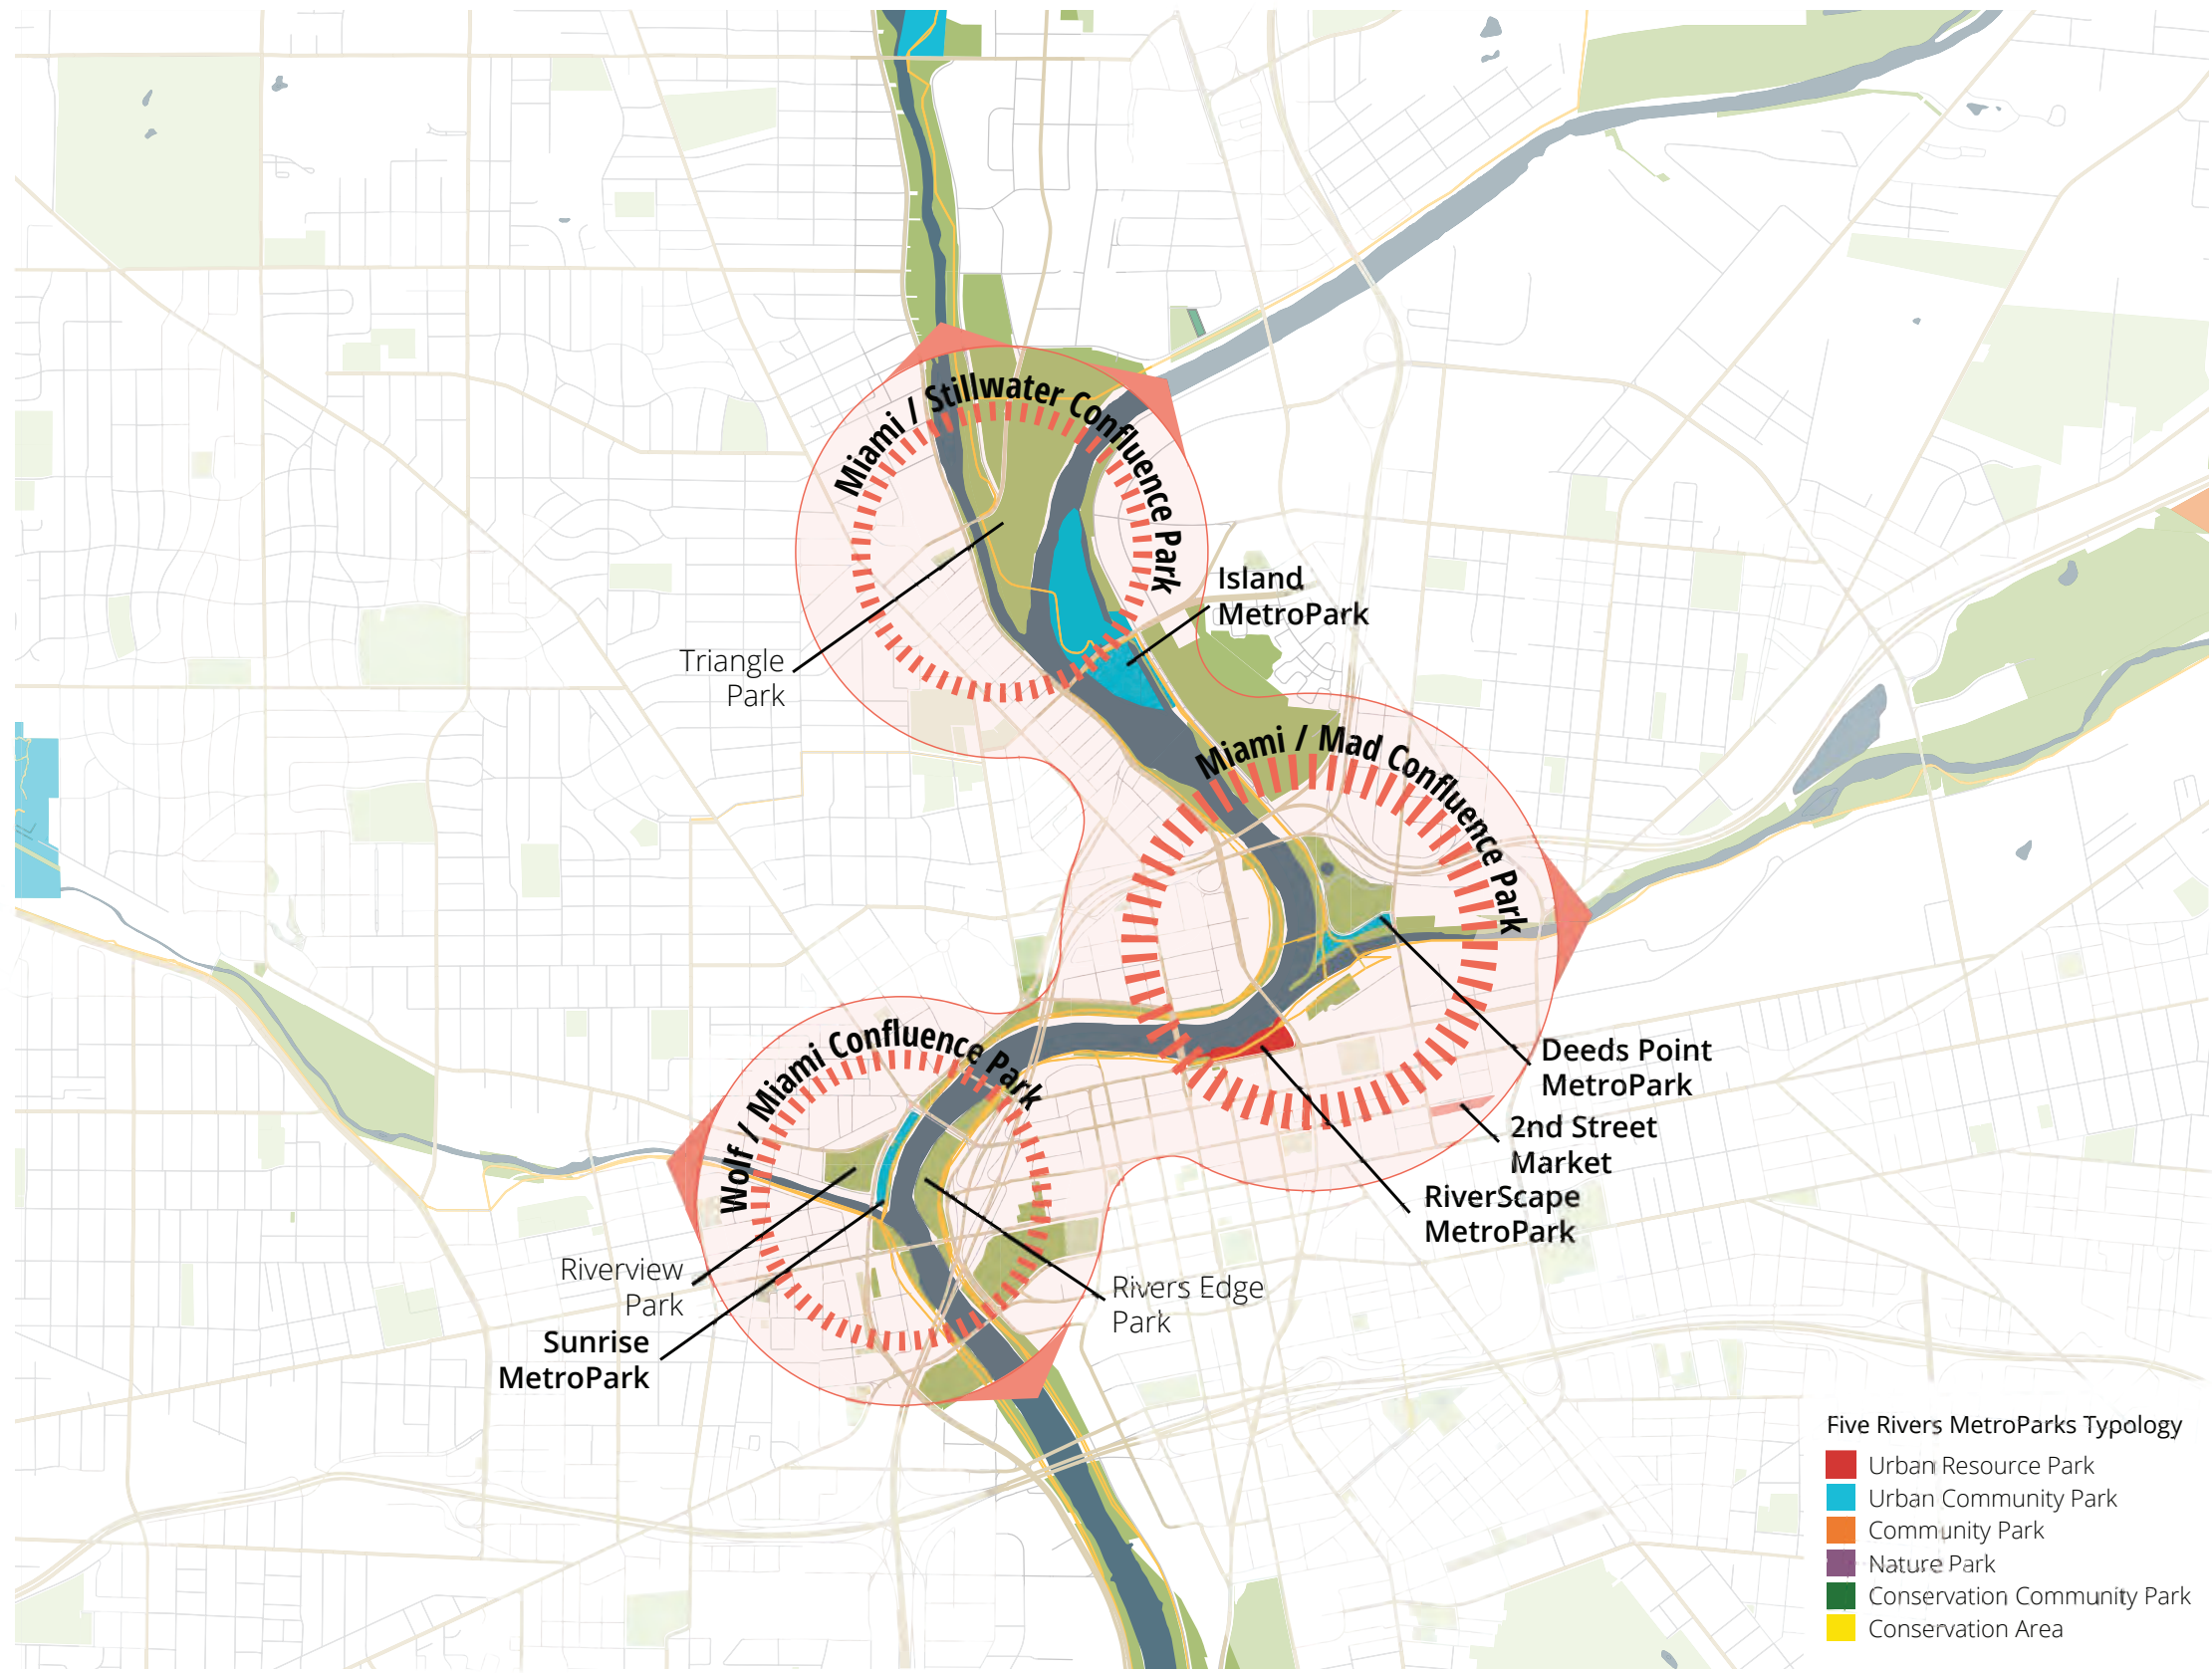 Miami / Stillwater Confluence Park
Island
MetroPark
Triangle
Park
Miami / Mad Confluence Park
Wolf / Miami Confluence Park
Deeds Point
MetroPark
2nd Street
Market
RiverScape
MetroPark
Riverview
Park
Rivers Edge
Park
Sunrise
MetroPark
Five Rivers MetroParks Typology
Urban Resource Park
Urban Community Park
Community Park
Nature Park
Conservation Community Park
Conservation Area